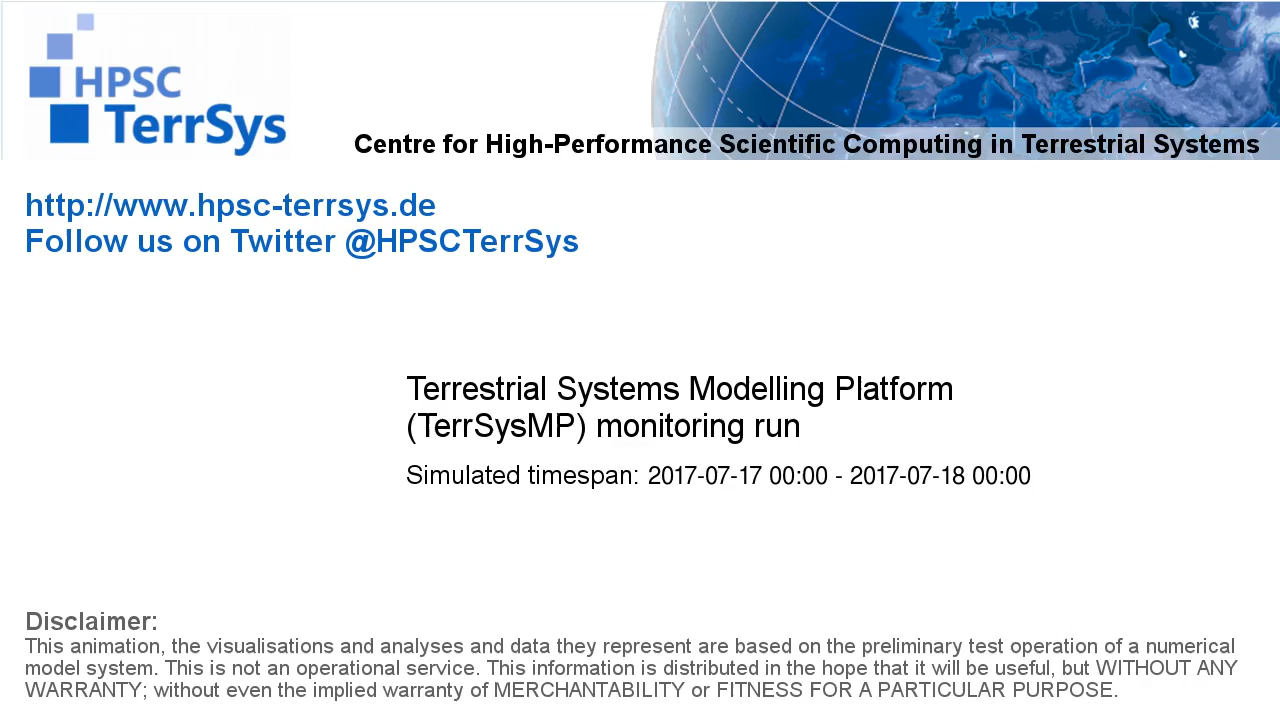 HPSC
TerrSys
Centre for High-Performance Scientific Computing in Terrestrial Systems
http://www.hpsc-terrsys.de
Follow us on Twitter @HPSCTerrSys
Terrestrial Systems Modelling Platform
(TerrSysMP) monitoring run
Simulated timespan: 2017-07-17 00:00 - 2017-07-18 00:00
Disclaimer:
This animation, the visualisations and analyses and data they represent are based on the preliminary test operation of a numerical
model system. This is not an operational service. This information is distributed in the hope that it will be useful, but WITHOUT ANY
WARRANTY; without even the implied warranty of MERCHANTABILITY or FITNESS FOR A PARTICULAR PURPOSE.